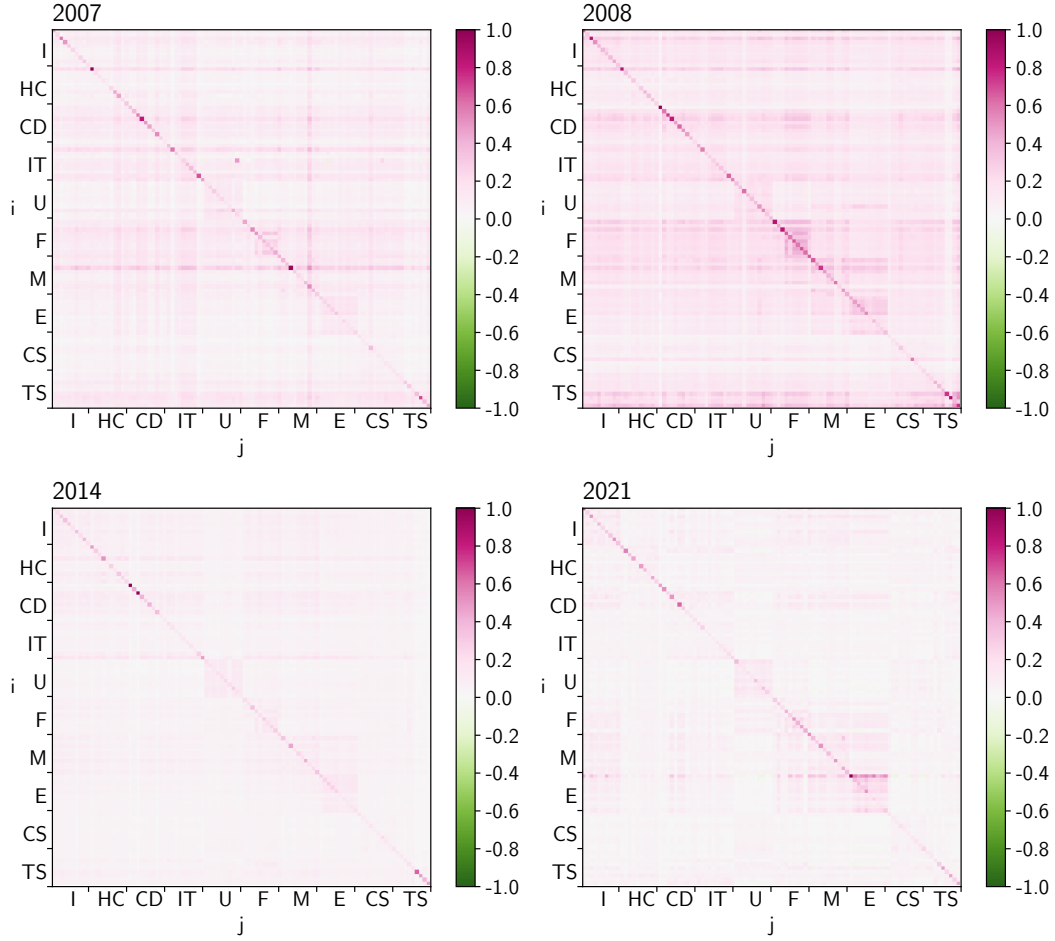 2007
2008
I
HC
CD
IT
U
F
M
E
CS
TS
i
I HC CD IT U F M E CS TS
j
1.0
0.8
0.6
0.4
0.2
0.0
-0.2
-0.4
-0.6
-0.8
-1.0
I
HC
CD
IT
U
F
M
E
CS
TS
i
I HC CD IT U F M E CS TS
j
1.0
0.8
0.6
0.4
0.2
0.0
-0.2
-0.4
-0.6
-0.8
-1.0
2014
2021
I
HC
CD
IT
U
F
M
E
CS
TS
i
I HC CD IT U F M E CS TS
j
1.0
0.8
0.6
0.4
0.2
0.0
-0.2
-0.4
-0.6
-0.8
-1.0
I
HC
CD
IT
U
F
M
E
CS
TS
i
I HC CD IT U F M E CS TS
j
1.0
0.8
0.6
0.4
0.2
0.0
-0.2
-0.4
-0.6
-0.8
-1.0